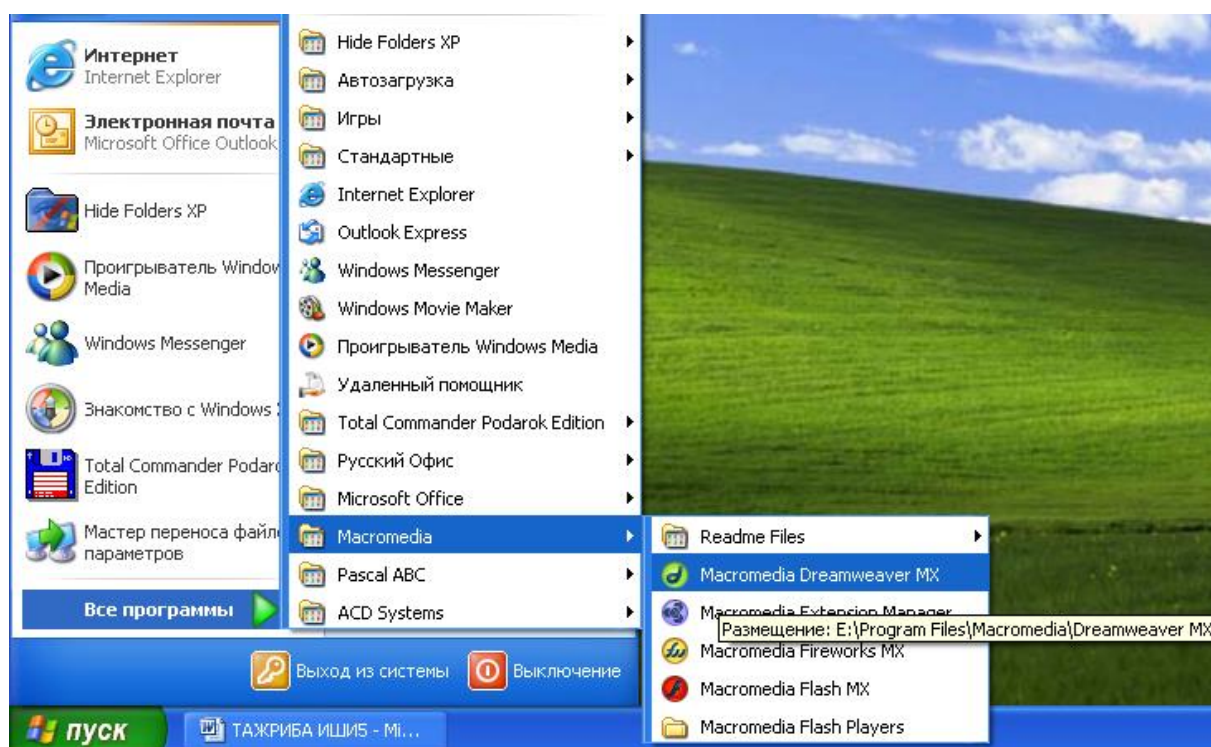 Интернет
Internet Explorer
Электронная почта
Microsoft Office Outlook
Hide Folders XP
Проигрыватель Window
Media
Windows Messenger
Знакомство с Windows
Total Commander Podaro
Edition
Мастер переноса файло
параметров
Все программы
Hide Folders XP
Автозагрузка
Игры
Стандартные
Internet Explorer
Outlook Express
Windows Messenger
Windows Movie Maker
Проигрыватель Windows Media
Удаленный помощник
Total Commander Podarok Edition
Русский Офис
Microsoft Office
Macromedia
Pascal ABC
ACD Systems
Readme Files
Macromedia Dreamweaver MX
Macromedia Extension Manager
Размещение: E:\Program Files\Macromedia\Dreamweaver MX
Macromedia Fireworks MX
Macromedia Flash MX
Macromedia Flash Players
Выход из системы
Выключение
пуск
ТАЖРИБА ИШИ5 - Mi...